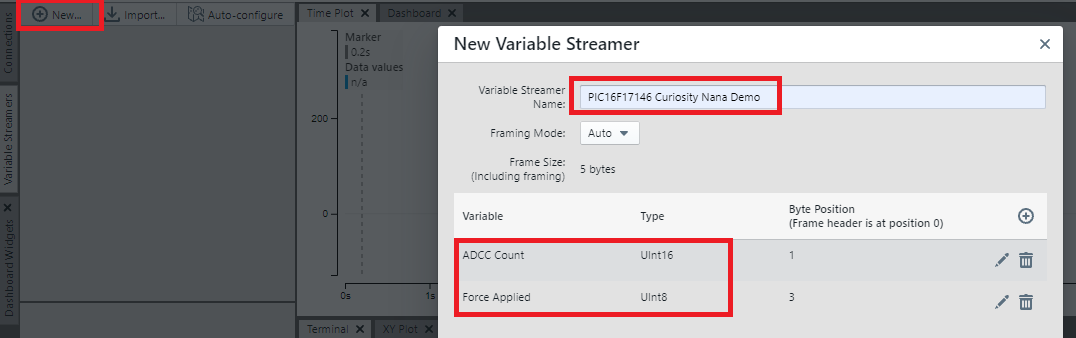 New... Import... Auto-configure
Connections
Variable Streamers
Dashboard Widgets
Time Plot Dashboard
Marker
0.2s
Data values
n/a
200
0
0s 1s
Terminal XY Plot
New Variable Streamer
Variable Streamer
Name:
PIC16F17146 Curiosity Nana Demo
Framing Mode: Auto
Frame Size:
(Including framing)
5 bytes
Variable Type Byte Position
(Frame header is at position 0)
ADCC Count UInt16 1
Force Applied UInt8 3